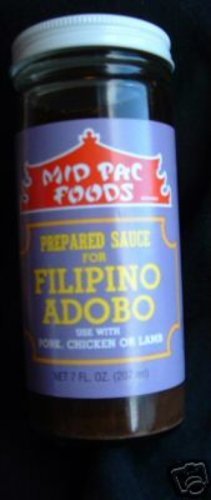 MID PAC
FOODS
PREPARED SAUCE
FOR
FILIPINO
ADOBO
USE WITH
PORK, CHICKEN OR LAMB
NET 7 FL. OZ. (207 ml)